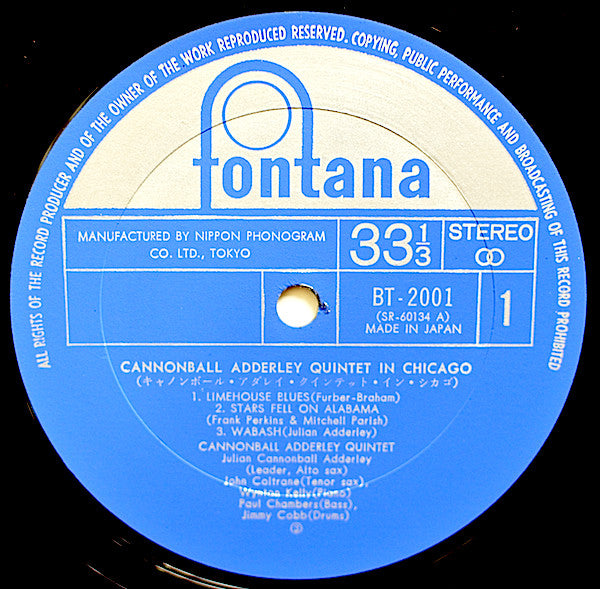 ALL RIGHTS OF THE RECORD PRODUCER AND OF THE OWNER OF THE WORK REPRODUCED RESERVED. COPYING, PUBLIC PERFORMANCE AND BROADCASTING OF THIS RECORD PROHIBITED
fontana
MANUFACTURED BY NIPPON PHONOGRAM
CO. LTD., TOKYO
33 1/3
STEREO
BT-2001
(SR-60134 A)
MADE IN JAPAN
1
CANNONBALL ADDERLEY QUINTET IN CHICAGO
(キャノンボール・アダレイ・クインテット・イン・シカゴ)
1. LIMEHOUSE BLUES(Furber-Braham)
2. STARS FELL ON ALABAMA
(Frank Perkins & Mitchell Parish)
3. WABASH(Julian Adderley)
CANNONBALL ADDERLEY QUINTET
Julian Cannonball Adderley
(Leader, Alto sax)
John Coltrane(Tenor sax),
Wynton Kelly(Piano)
Paul Chambers(Bass),
Jimmy Cobb(Drums)